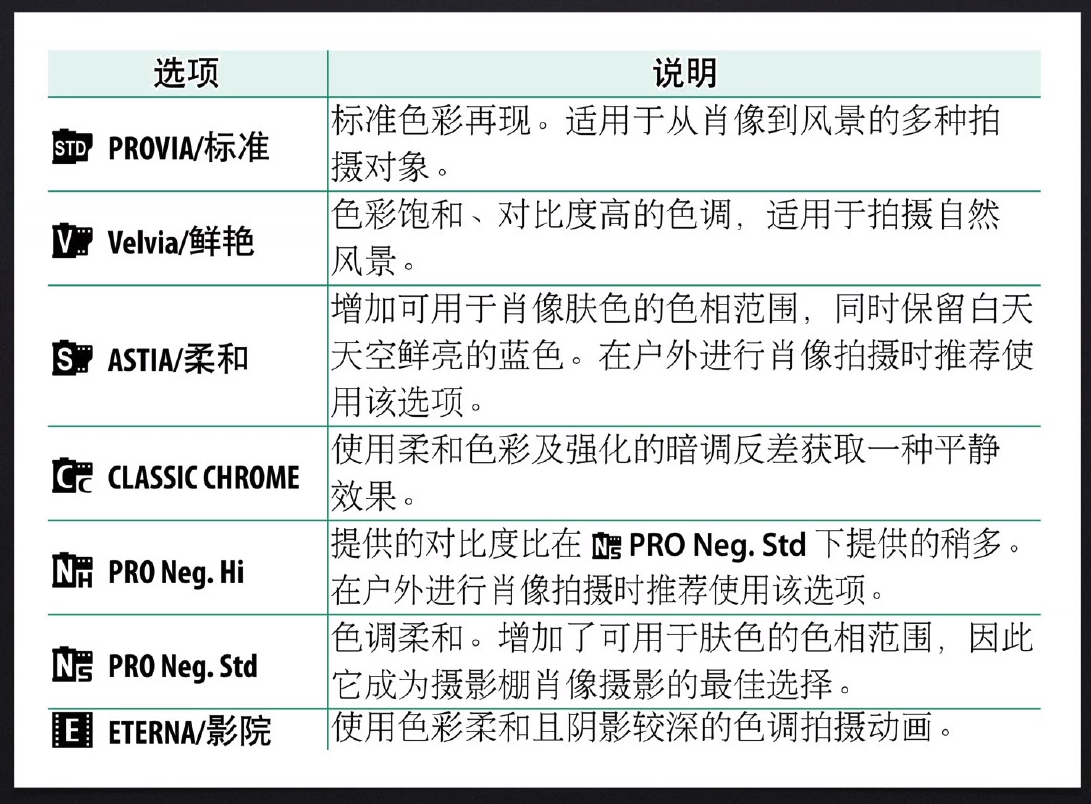 选项
说明
STD PROVIA/标准
标准色彩再现。适用于从肖像到风景的多种拍
摄对象。
V Velvia/鲜艳
色彩饱和、对比度高的色调，适用于拍摄自然
风景。
S ASTIA/柔和
增加可用于肖像肤色的色相范围，同时保留白天
天空鲜亮的蓝色。在户外进行肖像拍摄时推荐使
用该选项。
Cc CLASSIC CHROME
使用柔和色彩及强化的暗调反差获取一种平静
效果。
NH PRO Neg. Hi
提供的对比度比在 NS PRO Neg. Std 下提供的稍多。
在户外进行肖像拍摄时推荐使用该选项。
NS PRO Neg. Std
色调柔和。增加了可用于肤色的色相范围，因此
它成为摄影棚肖像摄影的最佳选择。
E ETERNA/影院
使用色彩柔和且阴影较深的色调拍摄动画。